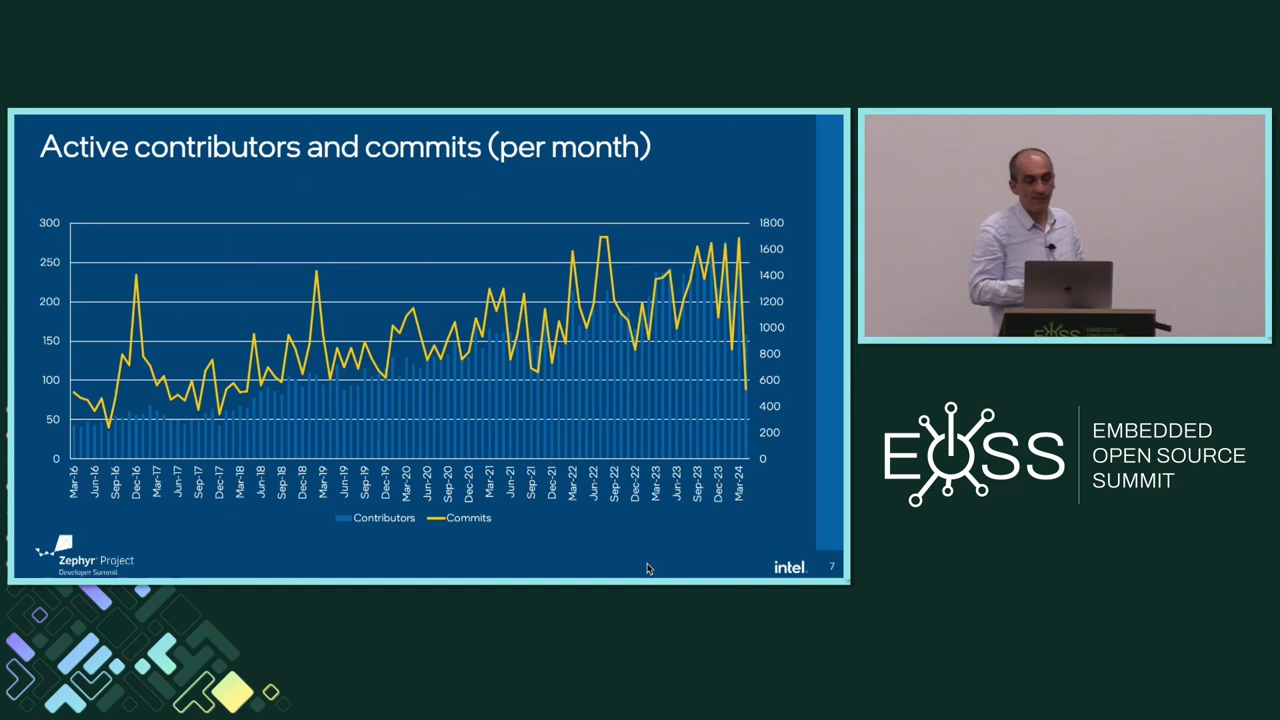 Active contributors and commits (per month)
300
250
200
150
100
50
0
1800
1600
1400
1200
1000
800
600
400
200
0
Mar-16
Jun-16
Sep-16
Dec-16
Mar-17
Jun-17
Sep-17
Dec-17
Mar-18
Jun-18
Sep-18
Dec-18
Mar-19
Jun-19
Sep-19
Dec-19
Mar-20
Jun-20
Sep-20
Dec-20
Mar-21
Jun-21
Sep-21
Dec-21
Mar-22
Jun-22
Sep-22
Dec-22
Mar-23
Jun-23
Sep-23
Dec-23
Mar-24
Contributors
Commits
Zephyr Project
Developer Summit
intel.
7
EOSS
EMBEDDED
OPEN SOURCE
SUMMIT
EOSS
EMBEDDED
OPEN SOURCE
SUMMIT